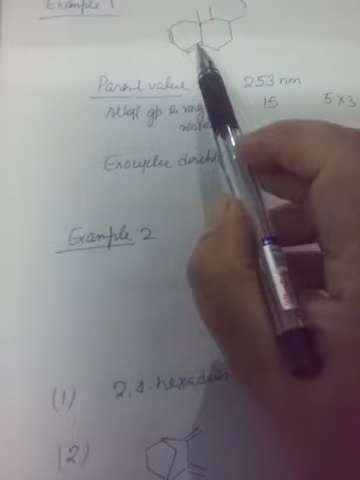 Example 1
Parent value 253 nm
alkyl gp or ring 15 5×3
Exocyclic double
Example 2
(1) 2,4-hexadien
(2)